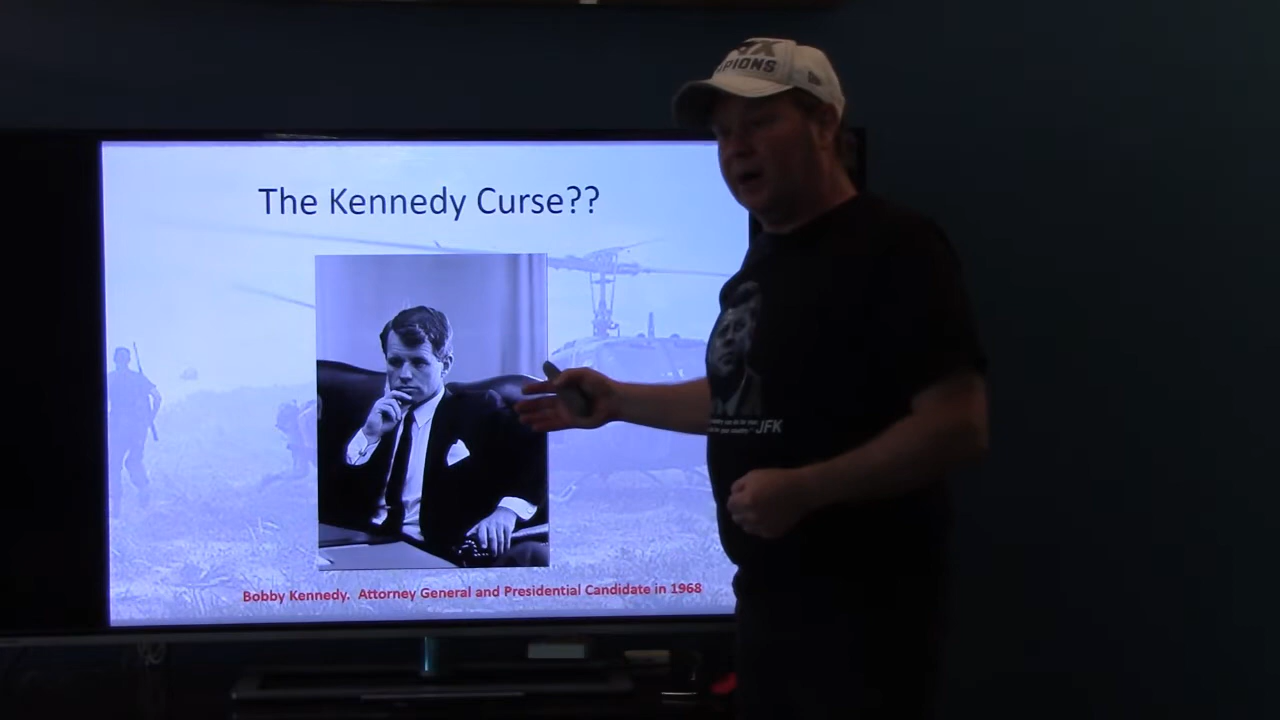 The Kennedy Curse??
Bobby Kennedy. Attorney General and Presidential Candidate in 1968
JFK